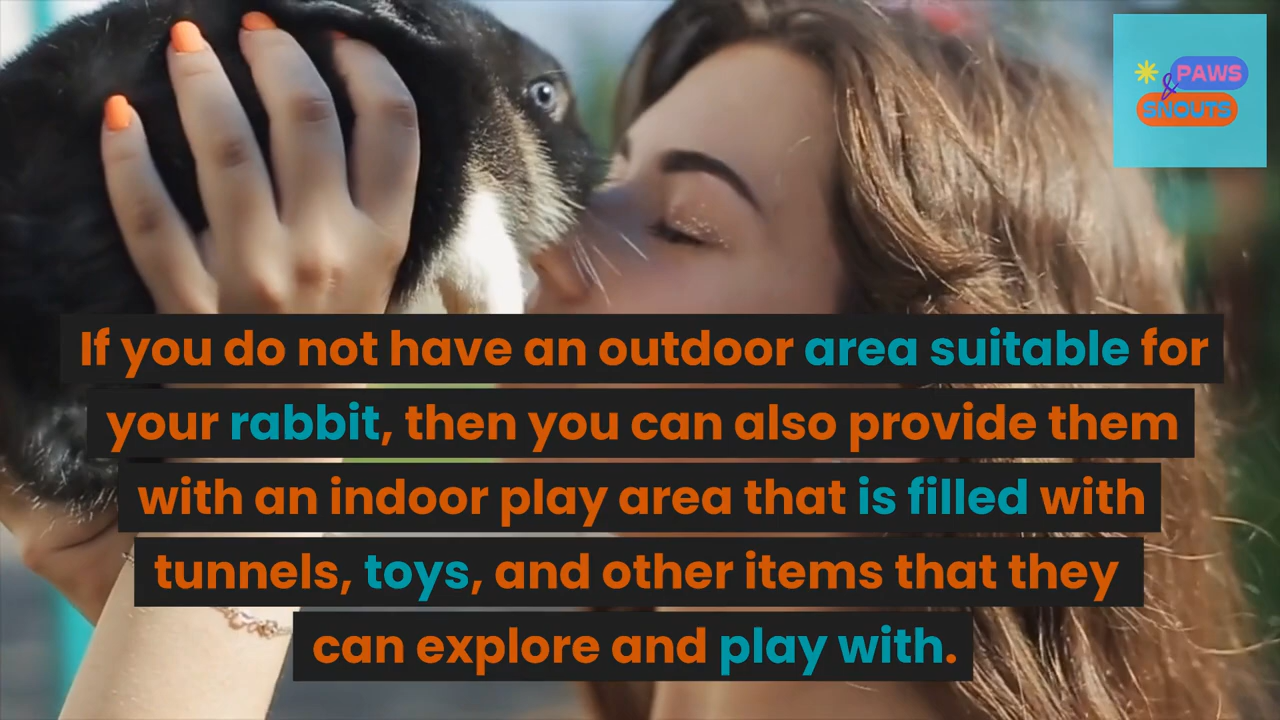 PAWS
&
SNOUTS
If you do not have an outdoor area suitable for
your rabbit, then you can also provide them
with an indoor play area that is filled with
tunnels, toys, and other items that they
can explore and play with.